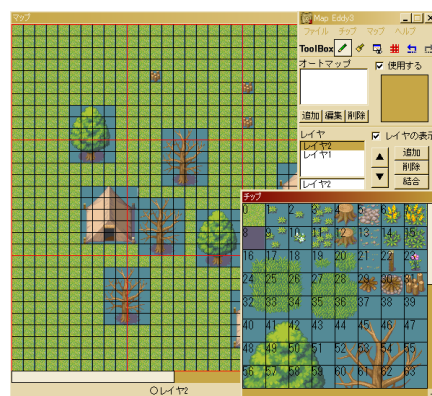 マップ
Map Eddy3
ファイル チップ マップ ヘルプ
ToolBox
オートマップ
使用する
追加 編集 削除
レイヤ
レイヤの表示
レイヤ2
レイヤ1
▲
▼
追加
削除
結合
レイヤ2
チップ
0 1 2 3 4 5 6 7
8 9 10 11 12 13 14 15
16 17 18 19 20 21 22 23
24 25 26 27 28 29 30 31
32 33 34 35 36 37 38 39
40 41 42 43 44 45 46 47
48 49 50 51 52 53 54 55
56 57 58 59 60 61 62 63
○レイヤ2